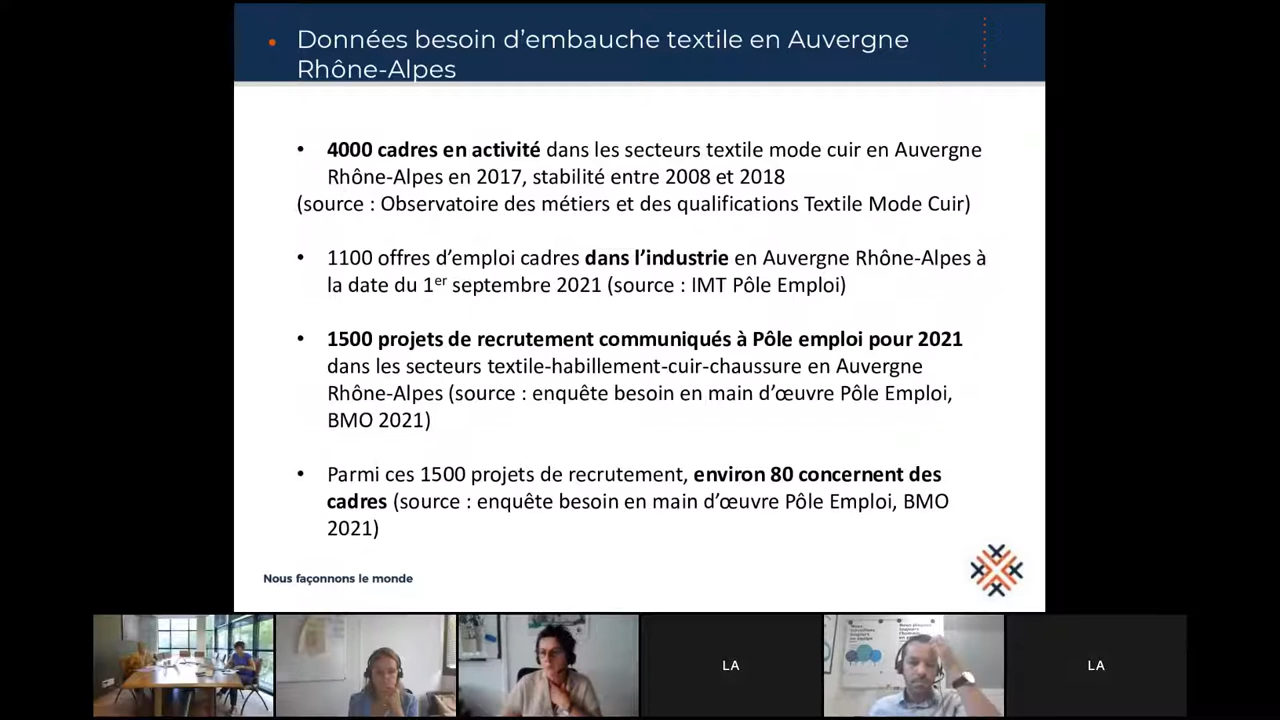 • Données besoin d’embauche textile en Auvergne
Rhône-Alpes
• 4000 cadres en activité dans les secteurs textile mode cuir en Auvergne
Rhône-Alpes en 2017, stabilité entre 2008 et 2018
(source : Observatoire des métiers et des qualifications Textile Mode Cuir)
• 1100 offres d’emploi cadres dans l’industrie en Auvergne Rhône-Alpes à
la date du 1er septembre 2021 (source : IMT Pôle Emploi)
• 1500 projets de recrutement communiqués à Pôle emploi pour 2021
dans les secteurs textile-habillement-cuir-chaussure en Auvergne
Rhône-Alpes (source : enquête besoin en main d’œuvre Pôle Emploi,
BMO 2021)
• Parmi ces 1500 projets de recrutement, environ 80 concernent des
cadres (source : enquête besoin en main d’œuvre Pôle Emploi, BMO
2021)
Nous façonnons le monde
LA
LA